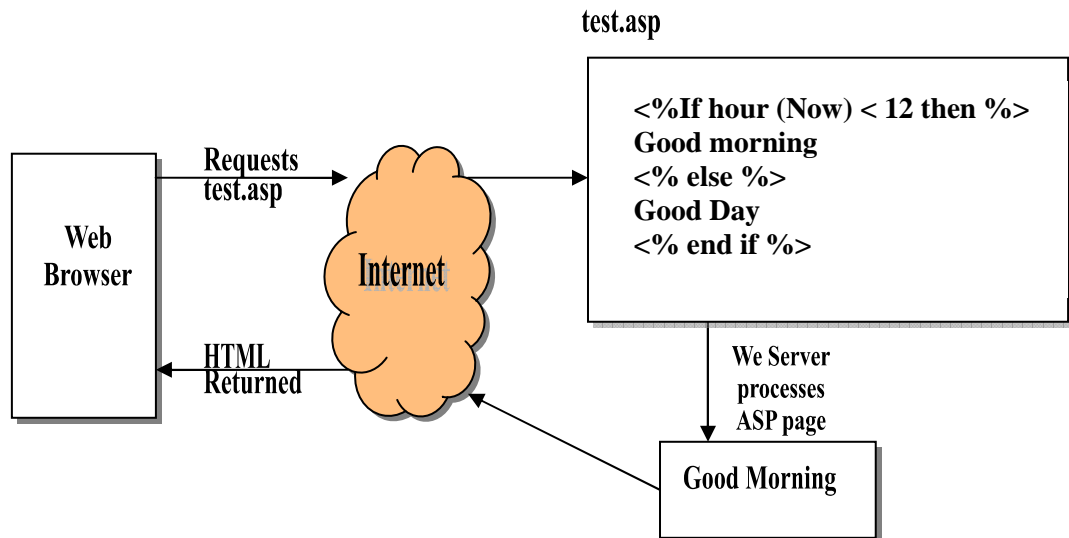 test.asp
<%If hour (Now) < 12 then %>
Good morning
<% else %>
Good Day
<% end if %>
Requests
test.asp
Web
Browser
Internet
HTML
Returned
We Server
processes
ASP page
Good Morning